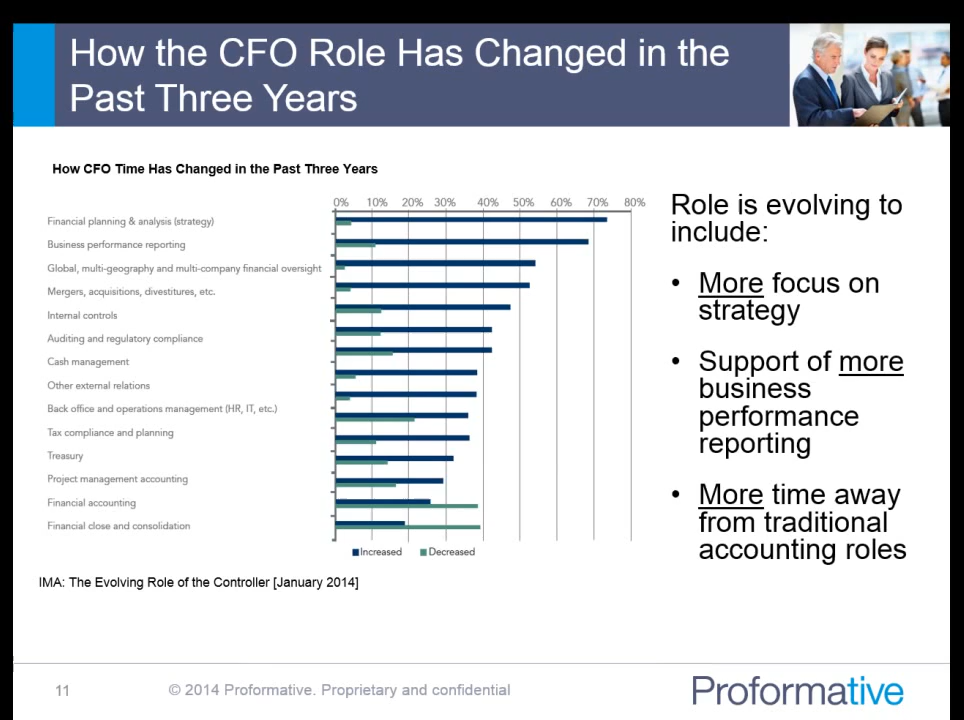 How the CFO Role Has Changed in the
Past Three Years
How CFO Time Has Changed in the Past Three Years
0% 10% 20% 30% 40% 50% 60% 70% 80%
Financial planning & analysis (strategy)
Business performance reporting
Global, multi-geography and multi-company financial oversight
Mergers, acquisitions, divestitures, etc.
Internal controls
Auditing and regulatory compliance
Cash management
Other external relations
Back office and operations management (HR, IT, etc.)
Tax compliance and planning
Treasury
Project management accounting
Financial accounting
Financial close and consolidation
Increased Decreased
IMA: The Evolving Role of the Controller [January 2014]
Role is evolving to
include:
• More focus on
strategy
• Support of more
business
performance
reporting
• More time away
from traditional
accounting roles
11
© 2014 Proformative. Proprietary and confidential
Proformative